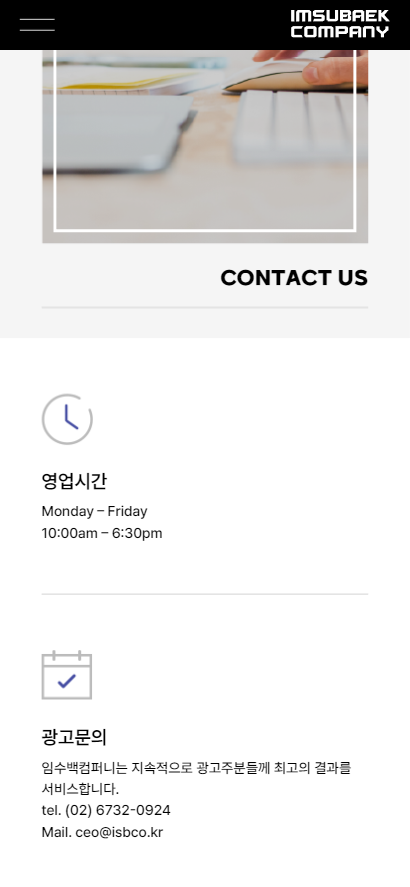 IMSUBAEK
COMPANY
CONTACT US
영업시간
Monday – Friday
10:00am – 6:30pm
광고문의
임수백컴퍼니는 지속적으로 광고주분들께 최고의 결과를
서비스합니다.
tel. (02) 6732-0924
Mail. ceo@isbco.kr